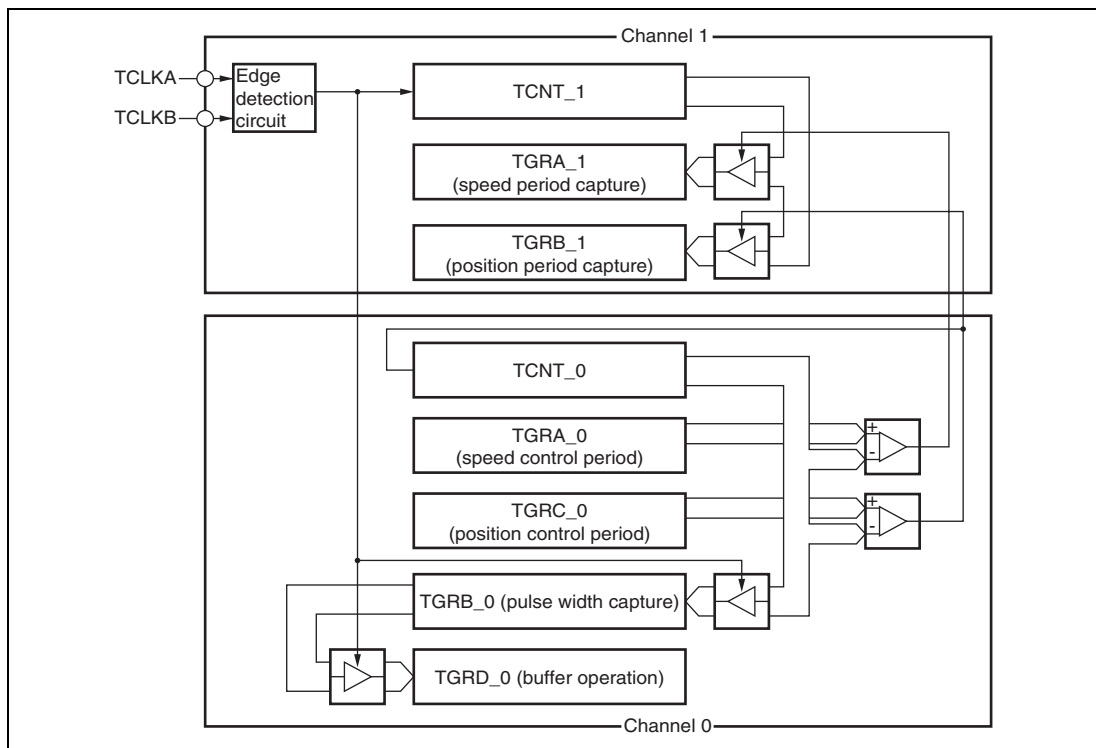 Channel 1
TCLKA
TCLKB
Edge
detection
circuit
TCNT_1
TGRA_1
(speed period capture)
TGRB_1
(position period capture)
TCNT_0
TGRA_0
(speed control period)
+
-
TGRC_0
(position control period)
+
-
TGRB_0 (pulse width capture)
TGRD_0 (buffer operation)
Channel 0